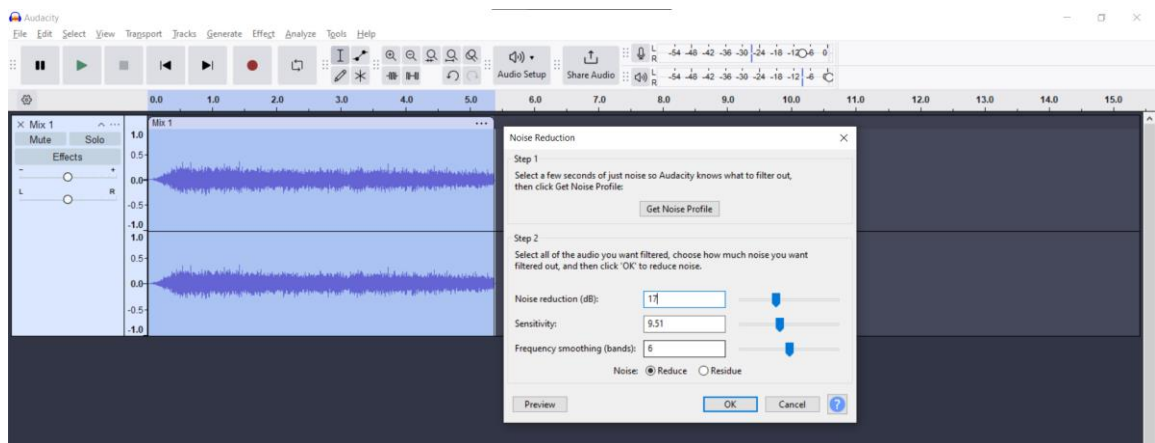 Audacity
File Edit Select View Transport Tracks Generate Effect Analyze Tools Help
Audio Setup
Share Audio
L R -54 -48 -42 -36 -30 -24 -18 -12 -6 0
L R -54 -48 -42 -36 -30 -24 -18 -12 -6 0
0.0 1.0 2.0 3.0 4.0 5.0 6.0 7.0 8.0 9.0 10.0 11.0 12.0 13.0 14.0 15.0
Mix 1
Mix 1
Mute Solo
Effects
- +
L R
1.0
0.5
0.0
-0.5
-1.0
1.0
0.5
0.0
-0.5
-1.0
Noise Reduction
Step 1
Select a few seconds of just noise so Audacity knows what to filter out,
then click Get Noise Profile:
Get Noise Profile
Step 2
Select all of the audio you want filtered, choose how much noise you want
filtered out, and then click 'OK' to reduce noise.
Noise reduction (dB): 17
Sensitivity: 9.51
Frequency smoothing (bands): 6
Noise: Reduce Residue
Preview OK Cancel ?